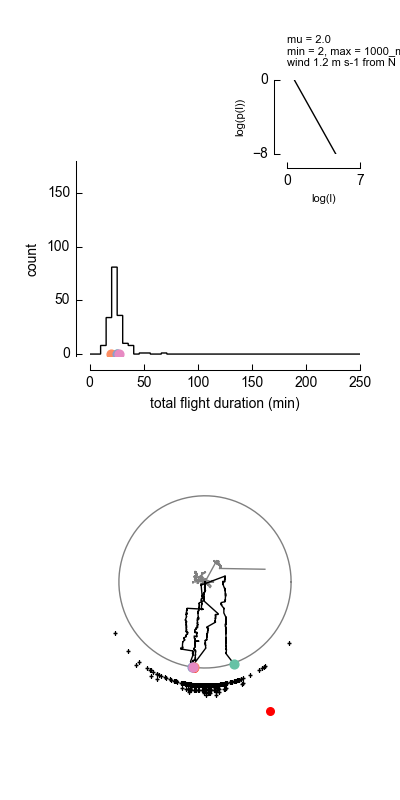 mu = 2.0
min = 2, max = 1000_m
wind 1.2 m s-1 from N
0
−8
log(p(l))
0 7
log(l)
150
100
50
0
count
0 50 100 150 200 250
total flight duration (min)